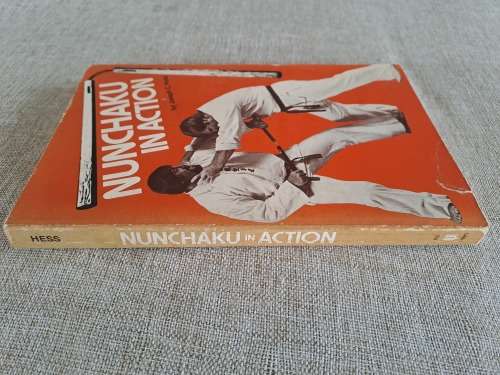 NUNCHAKU
IN ACTION
HESS
NUNCHAKU IN ACTION